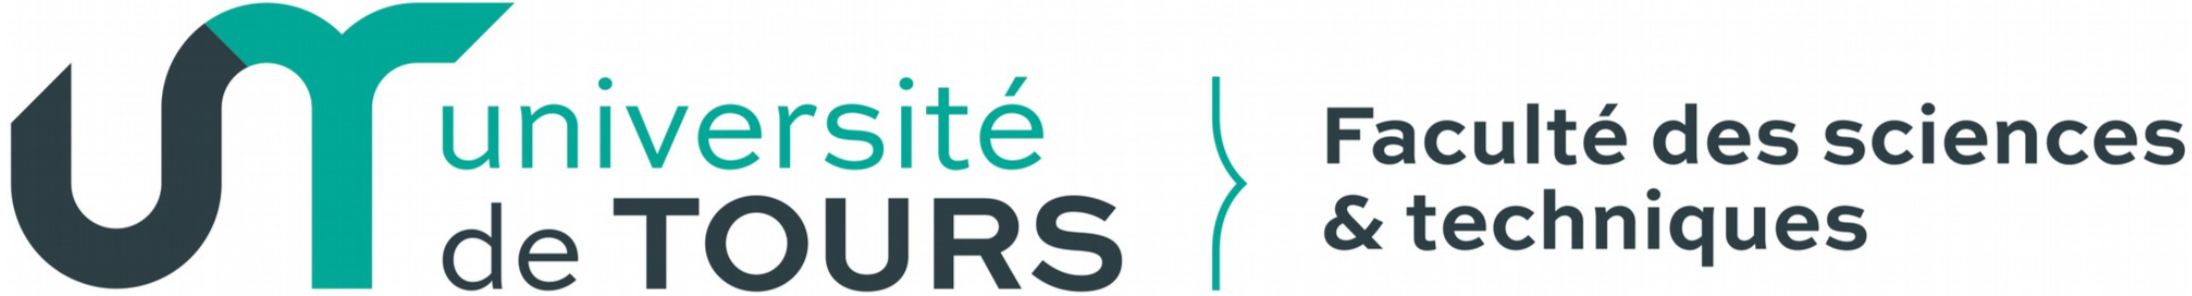 université
de TOURS
Faculté des sciences
& techniques